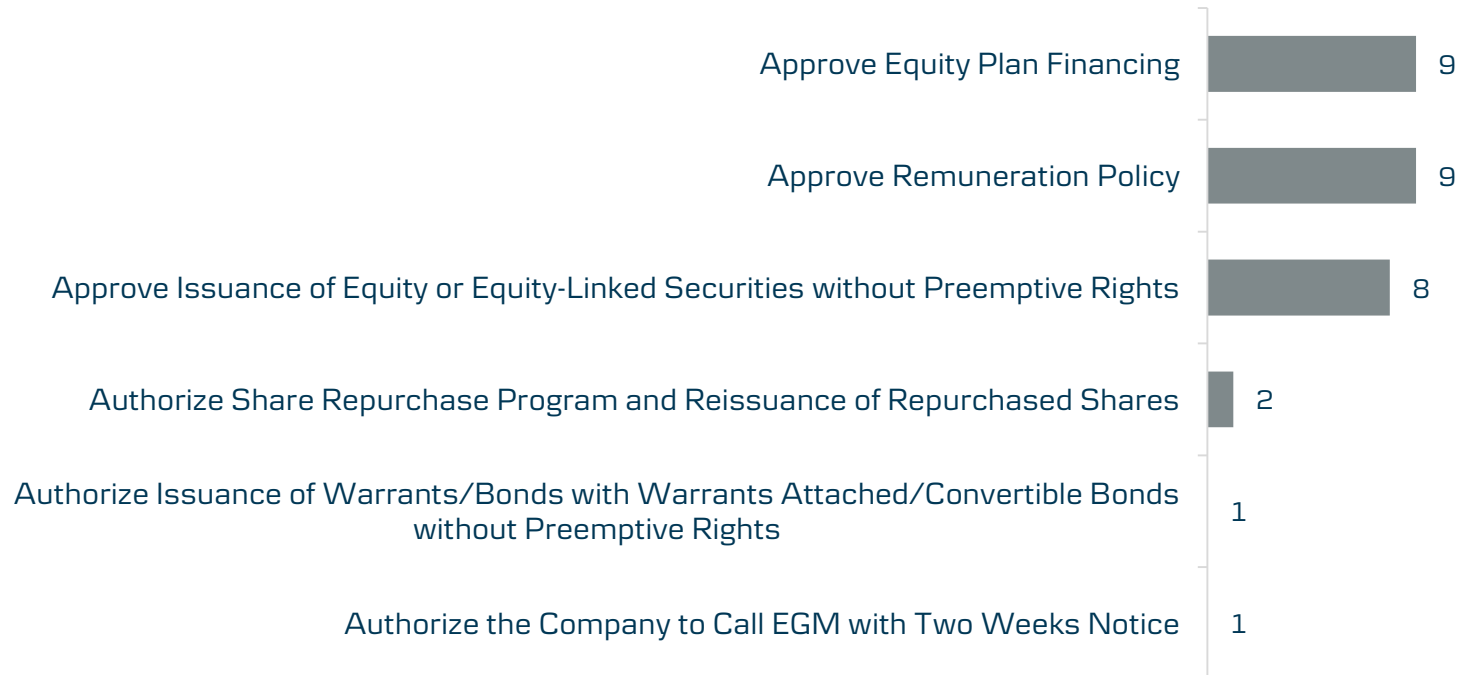 Approve Equity Plan Financing 9
Approve Remuneration Policy 9
Approve Issuance of Equity or Equity-Linked Securities without Preemptive Rights 8
Authorize Share Repurchase Program and Reissuance of Repurchased Shares 2
Authorize Issuance of Warrants/Bonds with Warrants Attached/Convertible Bonds
without Preemptive Rights 1
Authorize the Company to Call EGM with Two Weeks Notice 1